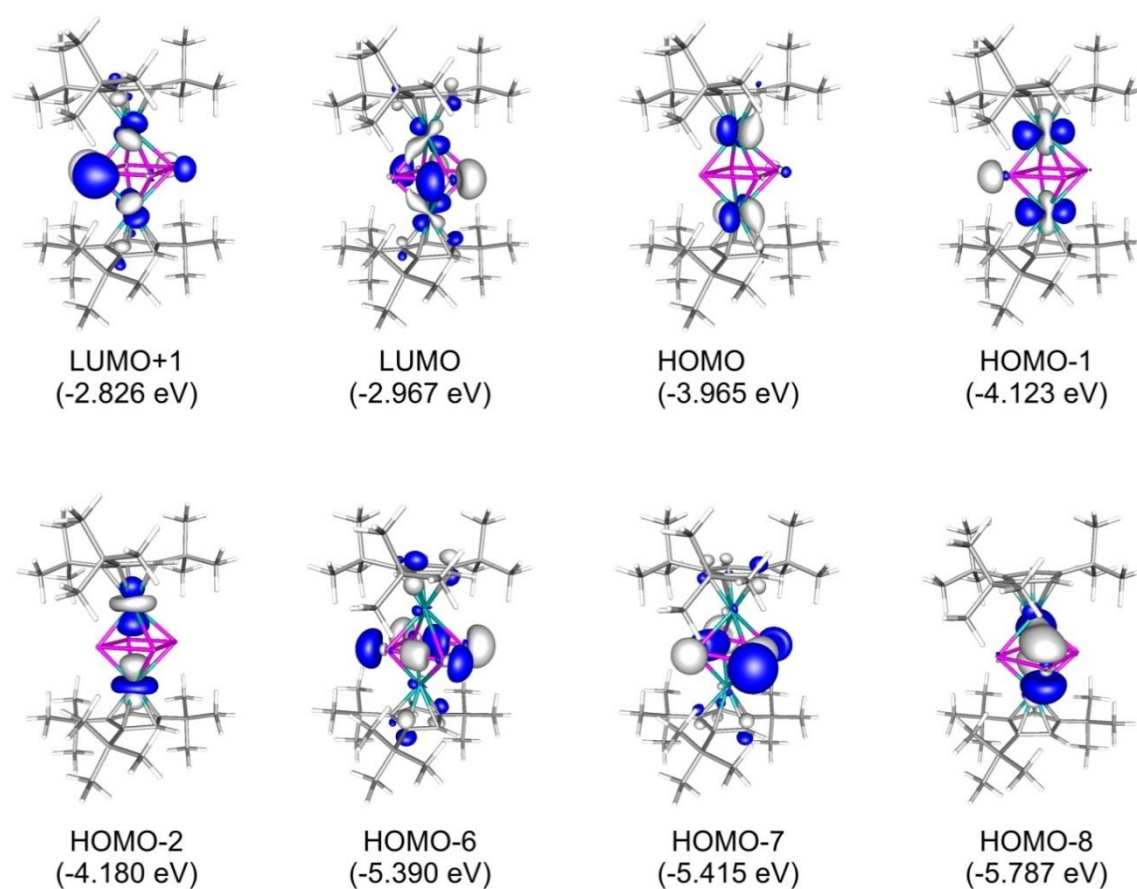 LUMO+1
(-2.826 eV)
LUMO
(-2.967 eV)
HOMO
(-3.965 eV)
HOMO-1
(-4.123 eV)
HOMO-2
(-4.180 eV)
HOMO-6
(-5.390 eV)
HOMO-7
(-5.415 eV)
HOMO-8
(-5.787 eV)